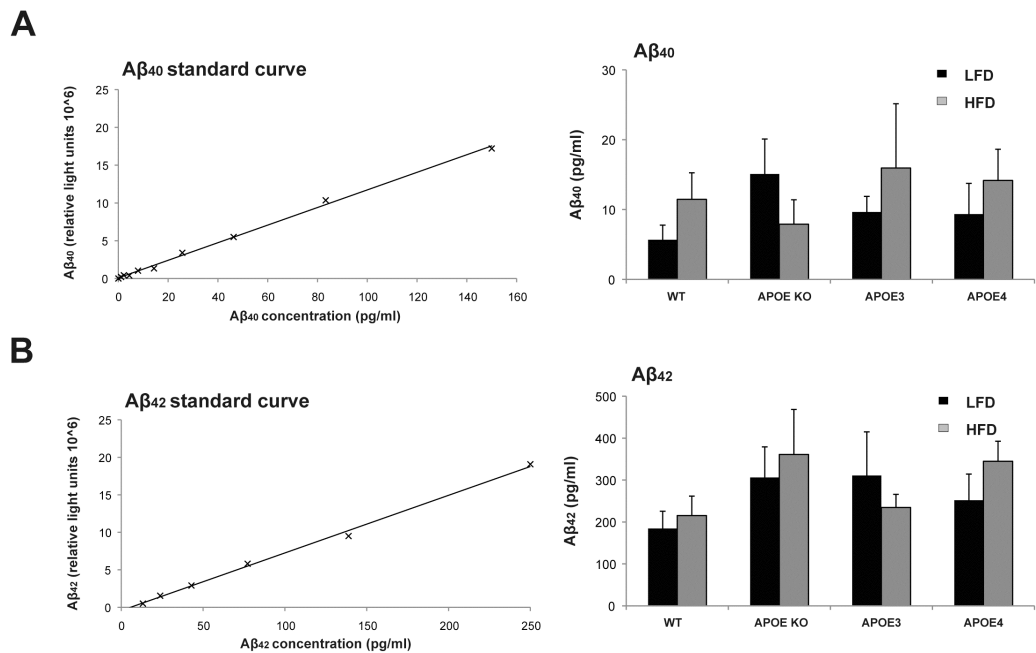 A
Aβ40 standard curve
Aβ40 (relative light units 10^6)
25
20
15
10
5
0
0 20 40 60 80 100 120 140 160
Aβ40 concentration (pg/ml)
Aβ40
Aβ40 (pg/ml)
30
20
10
0
LFD
HFD
WT APOE KO APOE3 APOE4
B
Aβ42 standard curve
Aβ42 (relative light units 10^6)
25
20
15
10
5
0
0 50 100 150 200 250
Aβ42 concentration (pg/ml)
Aβ42
Aβ42 (pg/ml)
500
400
300
200
100
0
LFD
HFD
WT APOE KO APOE3 APOE4